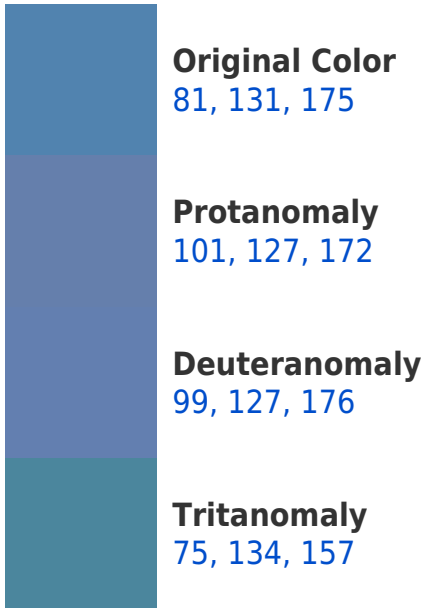 Original Color
81, 131, 175
Protanomaly
101, 127, 172
Deuteranomaly
99, 127, 176
Tritanomaly
75, 134, 157